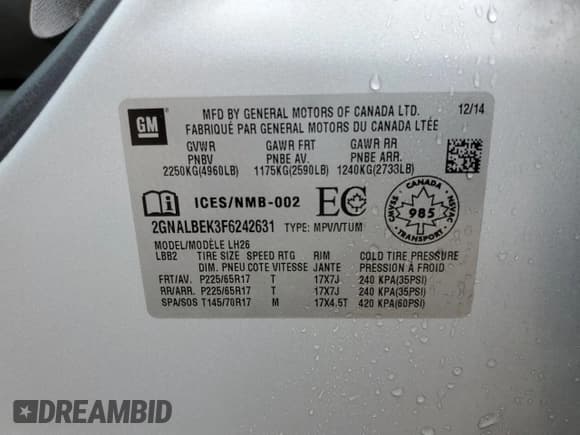 GM
MFD BY GENERAL MOTORS OF CANADA LTD. 12/14
FABRIQUÉ PAR GENERAL MOTORS DU CANADA LTÉE
GVWR GAWR FRT GAWR RR
PNBV PNBE AV. PNBE ARR.
2250KG(4960LB) 1175KG(2590LB) 1240KG(2733LB)
ICES/NMB-002 EC
CANADA
CMVSS NSVAC
985
TRANSPORT
2GNALBEK3F6242631 TYPE: MPV/VTUM
MODEL/MODÈLE LH26
LBB2 TIRE SIZE SPEED RTG RIM COLD TIRE PRESSURE
DIM. PNEU COTE VITESSE JANTE PRESSION À FROID
FRT/AV. P225/65R17 T 17X7J 240 KPA(35PSI)
RR/ARR. P225/65R17 T 17X7J 240 KPA(35PSI)
SPA/SOS T145/70R17 M 17X4.5T 420 KPA(60PSI)
DREAMBID